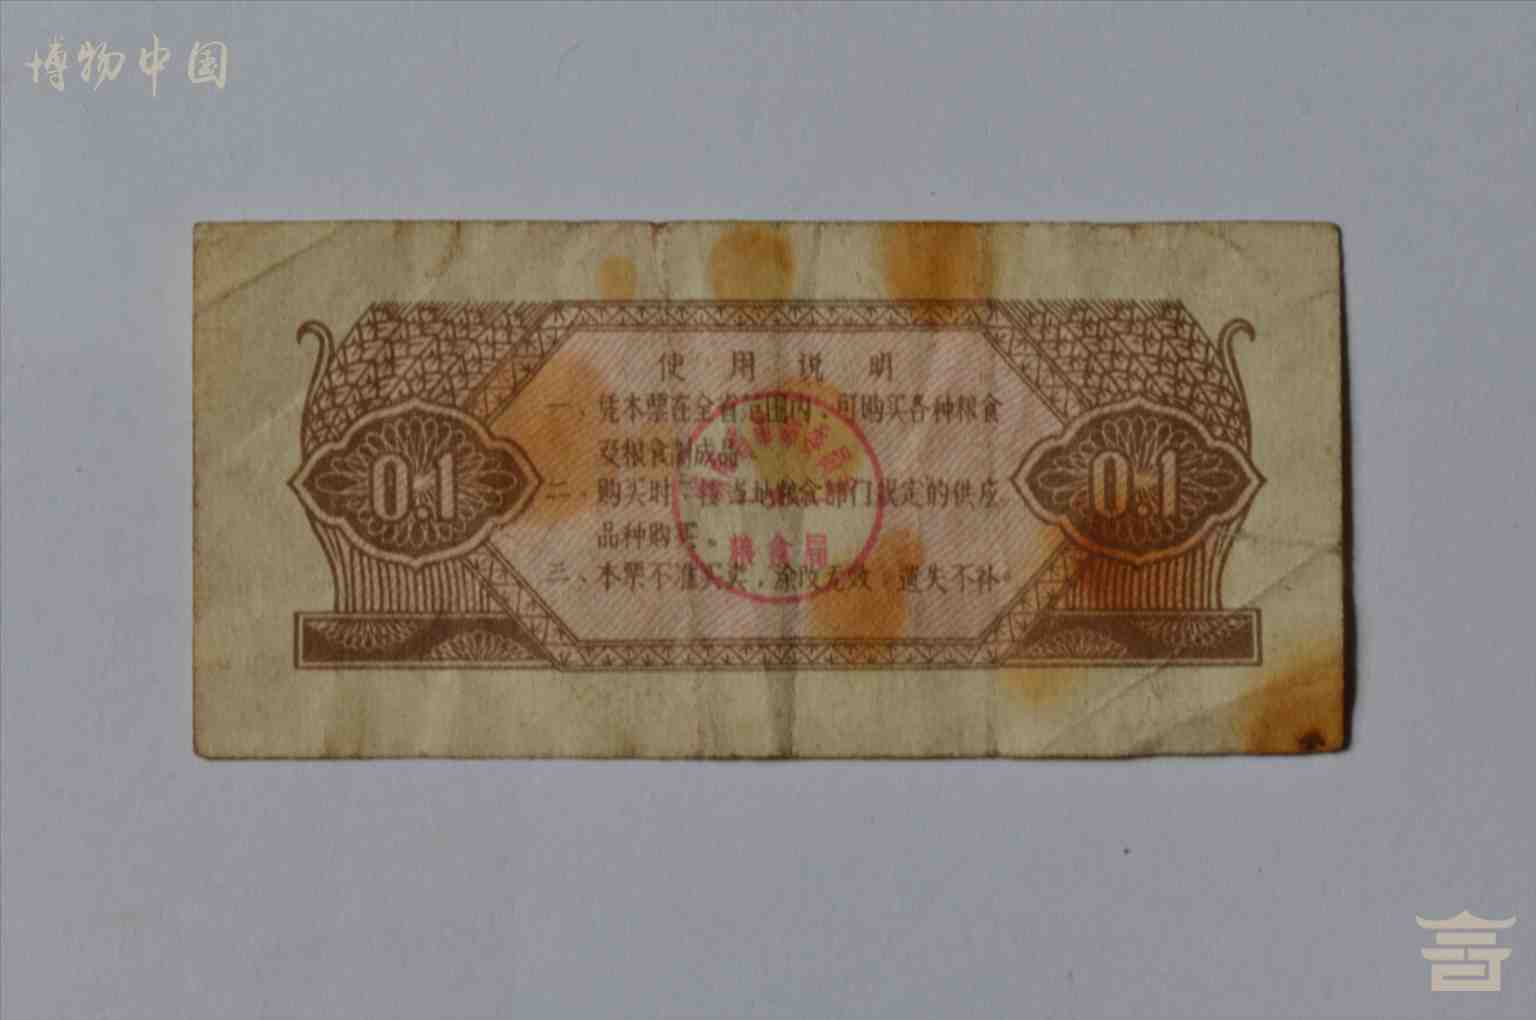 博物中国
使用说明
一、凭本票在全省范围内，可购买各种粮食
及粮食制成品。
0.1
0.1
二、购买时，按当地粮食部门规定的供应
品种购买。
粮食局
三、本票不准买卖，涂改无效，遗失不补。